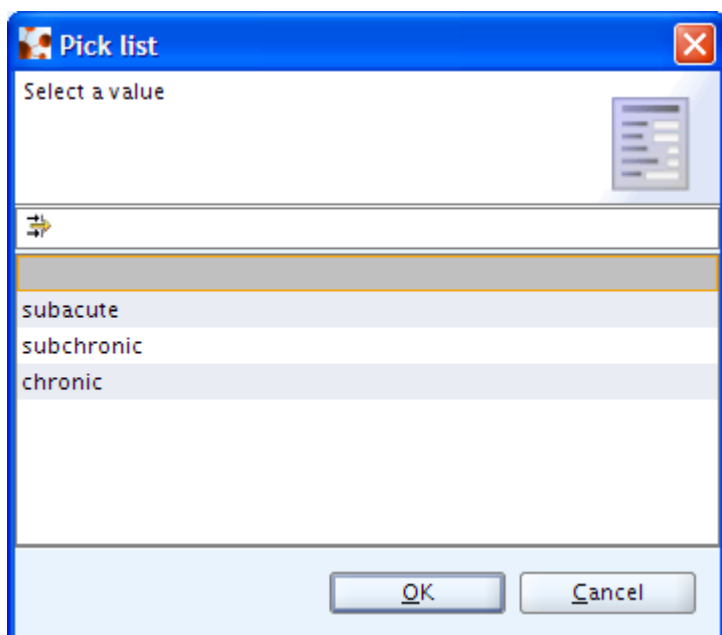 Pick list
Select a value
subacute
subchronic
chronic
OK
Cancel